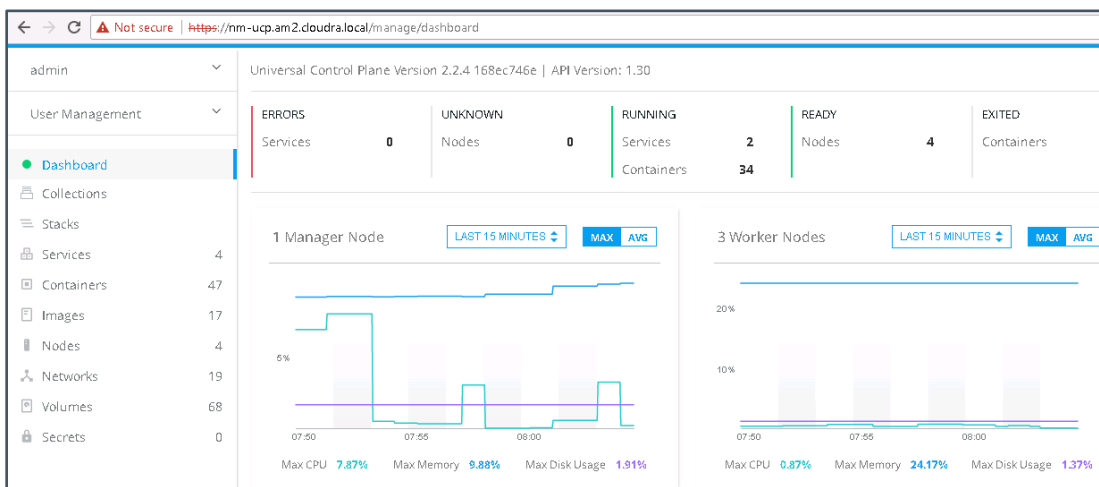 Not secure | https://nm-ucp.am2.cloudra.local/manage/dashboard
admin
User Management
Dashboard
Collections
Stacks
Services 4
Containers 47
Images 17
Nodes 4
Networks 19
Volumes 68
Secrets 0
Universal Control Plane Version 2.2.4 168ec746e | API Version: 1.30
ERRORS
Services 0
UNKNOWN
Nodes 0
RUNNING
Services 2
Containers 34
READY
Nodes 4
EXITED
Containers
1 Manager Node LAST 15 MINUTES MAX AVG
5%
07:50 07:55 08:00
Max CPU 7.87% Max Memory 9.88% Max Disk Usage 1.91%
3 Worker Nodes LAST 15 MINUTES MAX AVG
20%
10%
07:50 07:55 08:00
Max CPU 0.87% Max Memory 24.17% Max Disk Usage 1.37%